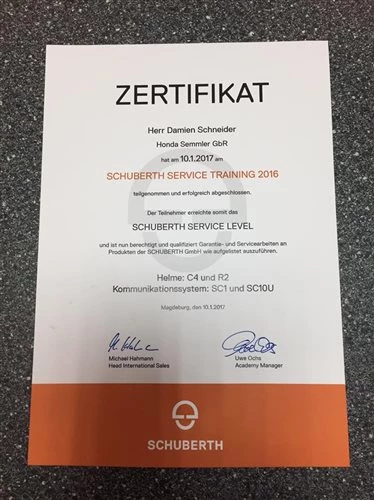 ZERTIFIKAT
Herr Damien Schneider
Honda Semmler GbR
hat am 10.1.2017 am
SCHUBERTH SERVICE TRAINING 2016
teilgenommen und erfolgreich abgeschlossen.
Der Teilnehmer erreichte somit das
SCHUBERTH SERVICE LEVEL
und ist nun berechtigt und qualifiziert Garantie- und Servicearbeiten an
Produkten der SCHUBERTH GmbH wie aufgelistet auszuführen.
Helme: C4 und R2
Kommunikationssystem: SC1 und SC10U
Magdeburg, den 10.1.2017
Michael Hahmann
Head International Sales
Uwe Ochs
Academy Manager
SCHUBERTH